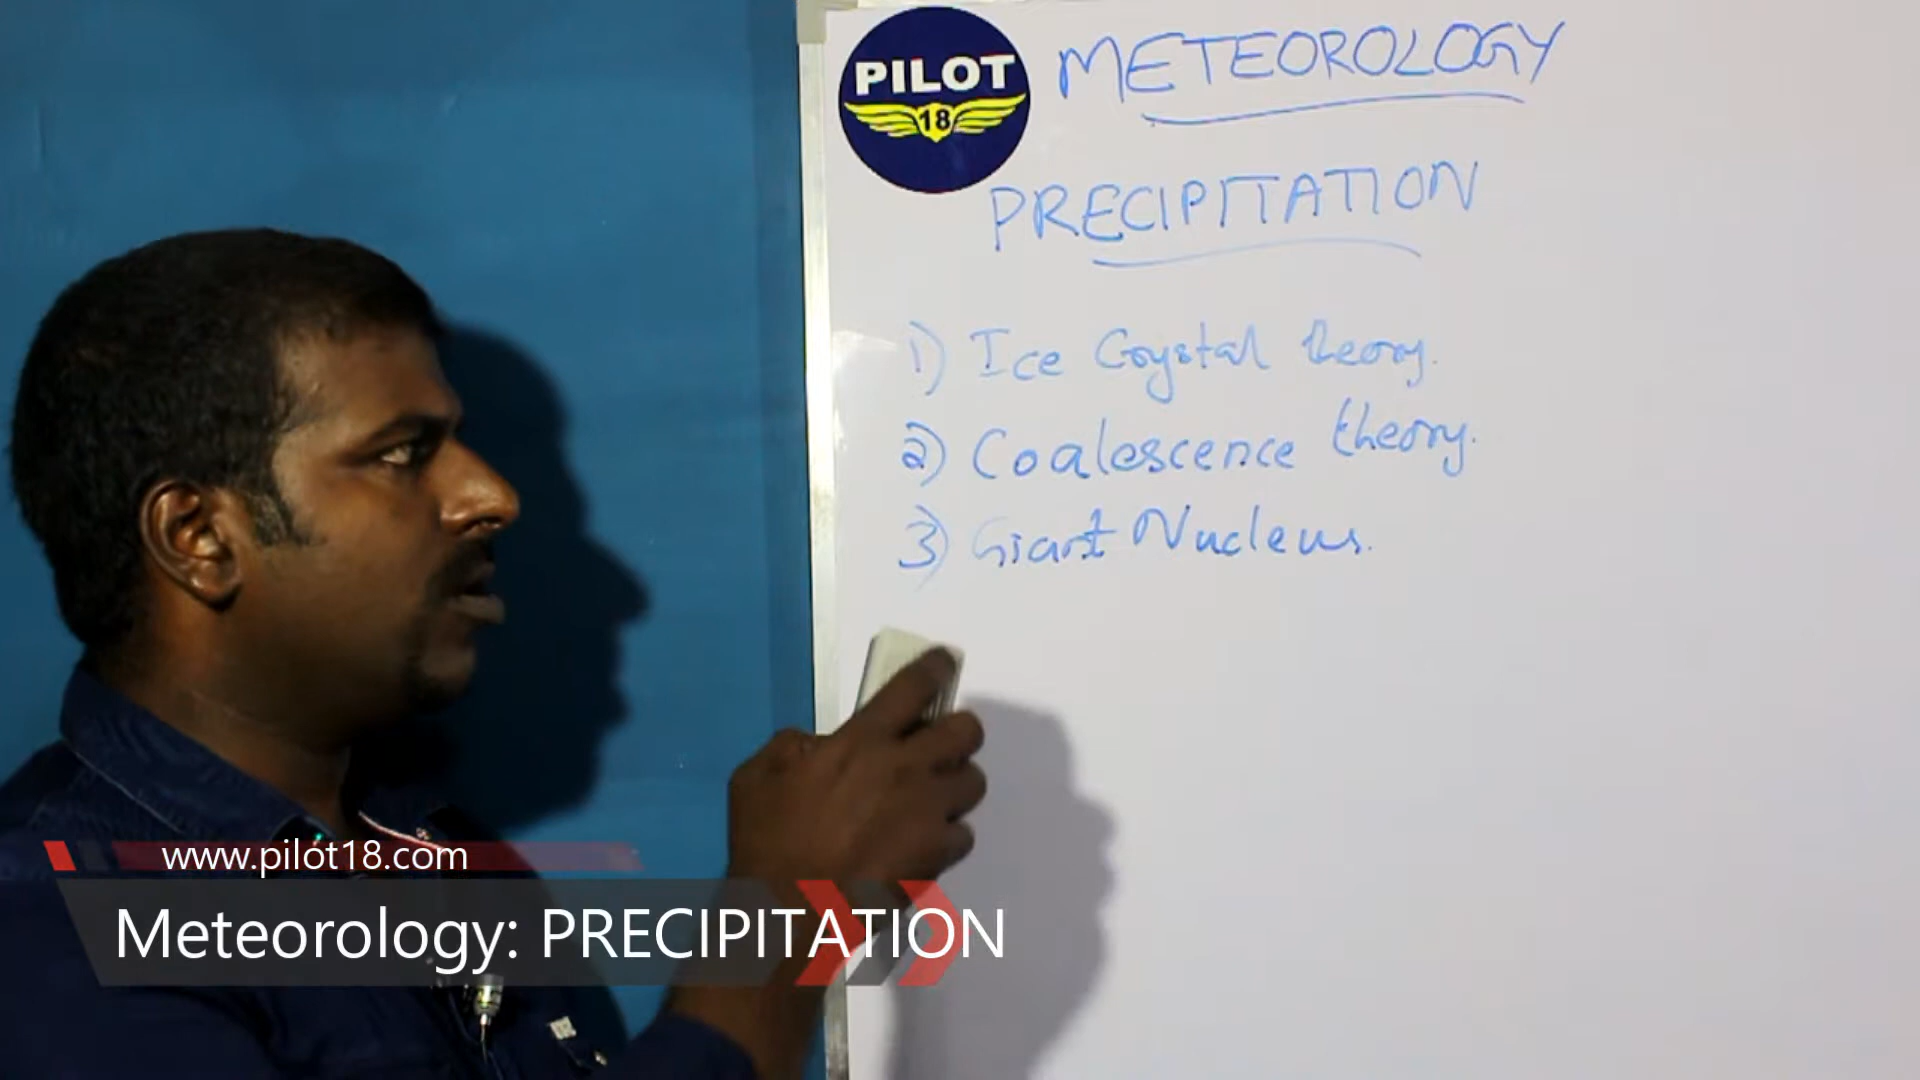 PILOT
18
METEOROLOGY
PRECIPITATION
1) Ice Crystal theory.
2) Coalescence theory.
3) Giant Nucleus.
www.pilot18.com
Meteorology: PRECIPITATION